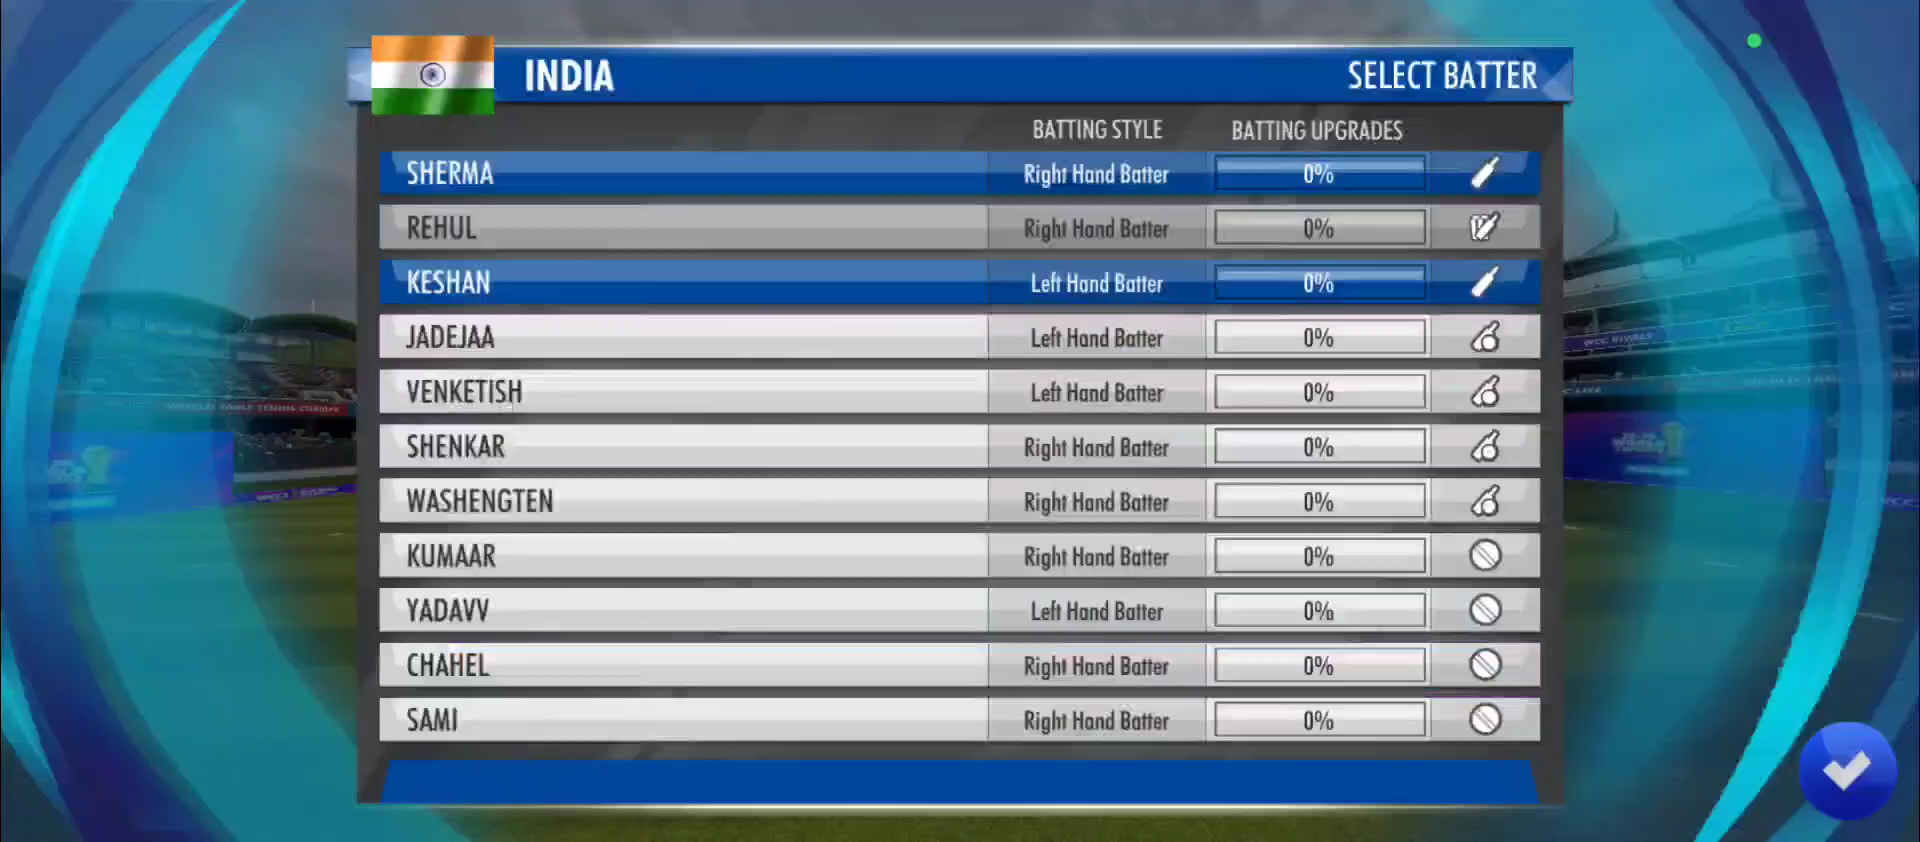 INDIA
SELECT BATTER
BATTING STYLE
BATTING UPGRADES
SHERMA Right Hand Batter 0%
REHUL Right Hand Batter 0%
KESHAN Left Hand Batter 0%
JADEJAA Left Hand Batter 0%
VENKETISH Left Hand Batter 0%
SHENKAR Right Hand Batter 0%
WASHENGTEN Right Hand Batter 0%
KUMAAR Right Hand Batter 0%
YADAVV Left Hand Batter 0%
CHAHEL Right Hand Batter 0%
SAMI Right Hand Batter 0%
WCC RIVALS